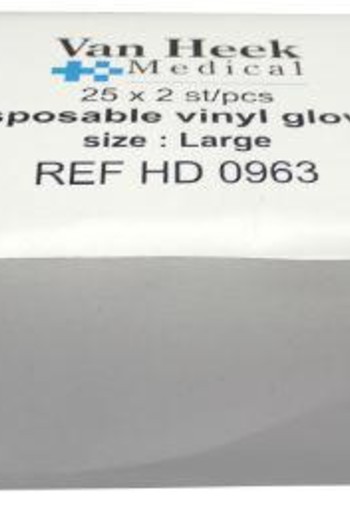 Van Heek
Medical
25 x 2 st/pcs
sposable vinyl glov
size : Large
REF HD 0963